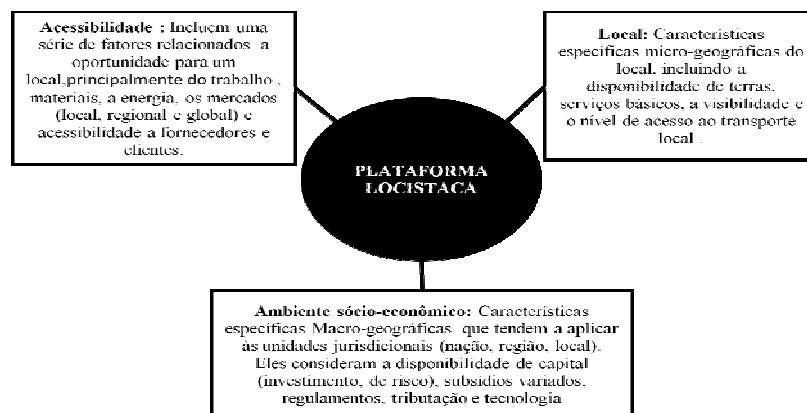 Acessibilidade : Incluem uma
série de fatores relacionados a
oportunidade para um
local,principalmente do trabalho ,
materiais, a energia, os mercados
(local, regional e global) e
acessibilidade a fornecedores e
clientes.
Local: Características
específicas micro-geográficas do
local, incluindo a
disponibilidade de terras,
serviços básicos, a visibilidade e
o nível de acesso ao transporte
local .
PLATAFORMA
LOCISTACA
Ambiente sócio-econômico: Características
específicas Macro-geográficas que tendem a aplicar
às unidades jurisdicionais (nação, região, local).
Eles consideram a disponibilidade de capital
(investimento, de risco), subsídios variados,
regulamentos, tributação e tecnologia